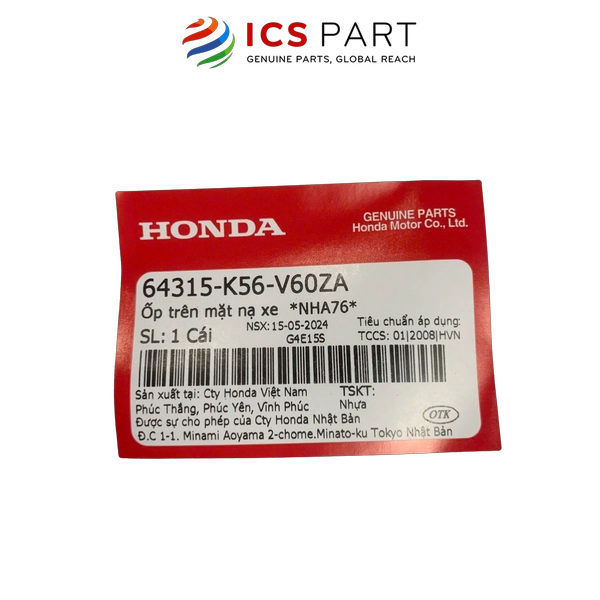 ICS PART
GENUINE PARTS, GLOBAL REACH
HONDA
GENUINE PARTS
Honda Motor Co., Ltd.
64315-K56-V60ZA
Ốp trên mặt nạ xe *NHA76*
NSX: 15-05-2024
Tiêu chuẩn áp dụng:
SL: 1 Cái
G4E15S
TCCS: 01|2008|HVN
Sản xuất tại: Cty Honda Việt Nam
TSKT:
Phúc Thắng, Phúc Yên, Vĩnh Phúc
Nhựa
Được sự cho phép của Cty Honda Nhật Bản
OTK
Đ.C 1-1. Minami Aoyama 2-chome.Minato-ku Tokyo Nhật Bản